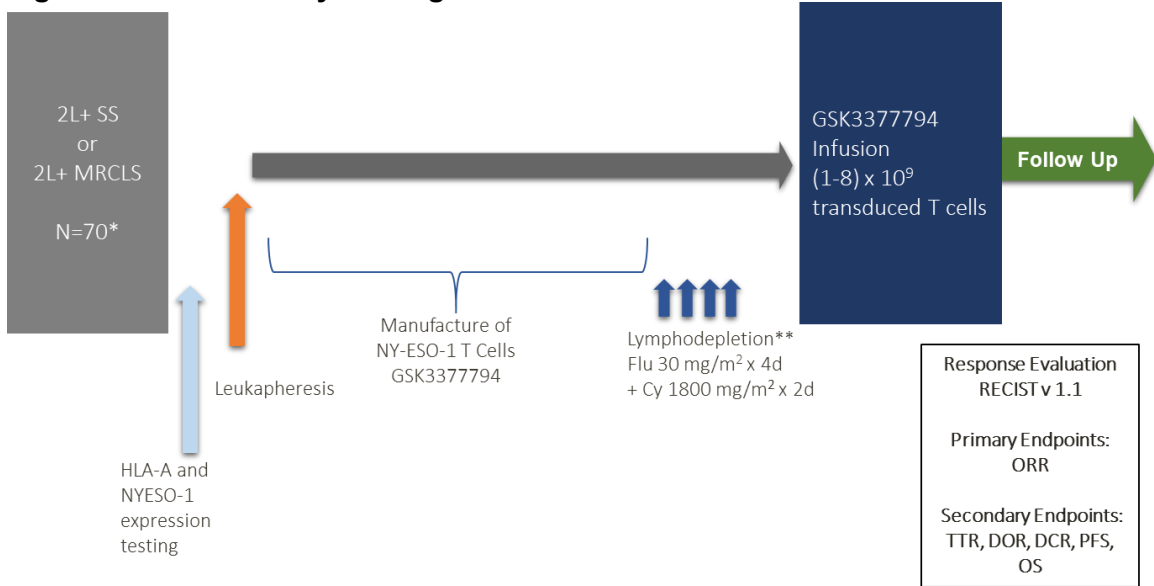 2L+ SS
or
2L+ MRCLS
N=70*
HLA-A and
NYESO-1
expression
testing
Leukapheresis
Manufacture of
NY-ESO-1 T Cells
GSK3377794
Lymphodepletion**
Flu 30 mg/m² x 4d
+ Cy 1800 mg/m² x 2d
GSK3377794
Infusion
(1-8) x 10⁹
transduced T cells
Follow Up
Response Evaluation
RECIST v 1.1
Primary Endpoints:
ORR
Secondary Endpoints:
TTR, DOR, DCR, PFS,
OS